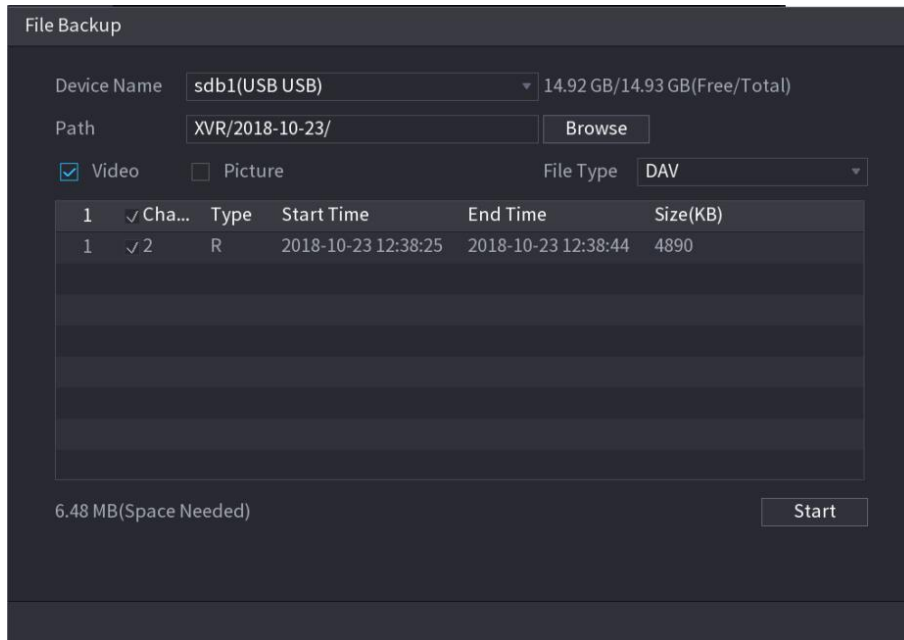 File Backup
Device Name sdb1(USB USB) 14.92 GB/14.93 GB(Free/Total)
Path XVR/2018-10-23/ Browse
Video Picture File Type DAV
1 Cha... Type Start Time End Time Size(KB)
1 2 R 2018-10-23 12:38:25 2018-10-23 12:38:44 4890
6.48 MB(Space Needed) Start